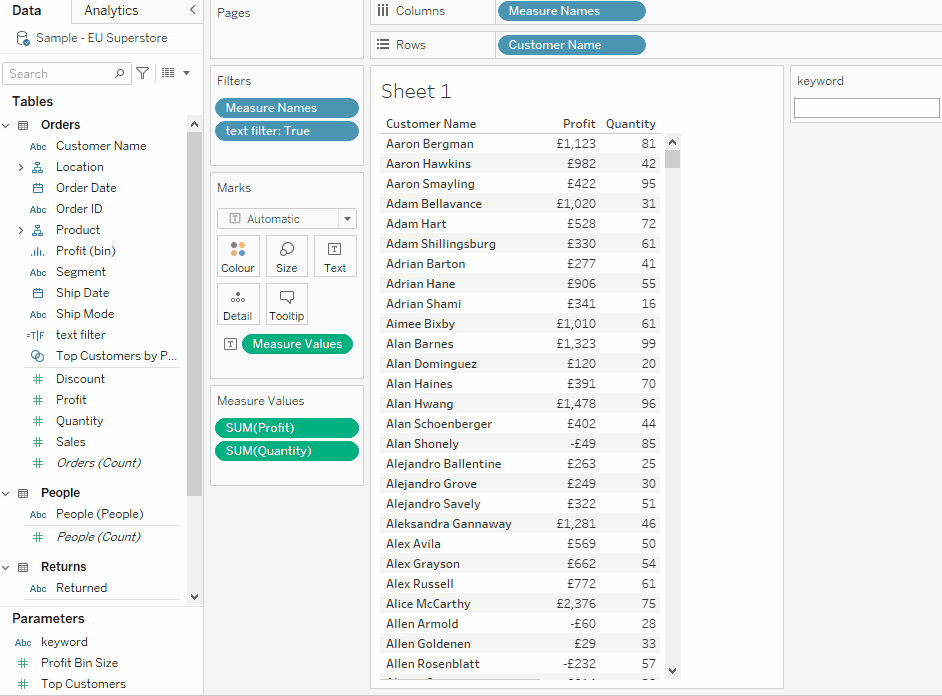 Data
Analytics
Sample - EU Superstore
Search
Tables
Orders
Abc Customer Name
Location
Order Date
Abc Order ID
Product
Profit (bin)
Abc Segment
Ship Date
Abc Ship Mode
=T|F text filter
Top Customers by P...
# Discount
# Profit
# Quantity
# Sales
# Orders (Count)
People
Abc People (People)
# People (Count)
Returns
Abc Returned
Parameters
Abc keyword
# Profit Bin Size
# Top Customers
Pages
Filters
Measure Names
text filter: True
Marks
T Automatic
Colour
Size
T Text
Detail
Tooltip
T Measure Values
Measure Values
SUM(Profit)
SUM(Quantity)
Columns Measure Names
Rows Customer Name
Sheet 1
Customer Name Profit Quantity
Aaron Bergman £1,123 81
Aaron Hawkins £982 42
Aaron Smayling £422 95
Adam Bellavance £1,020 31
Adam Hart £528 72
Adam Shillingsburg £330 61
Adrian Barton £277 41
Adrian Hane £906 55
Adrian Shami £341 16
Aimee Bixby £1,010 61
Alan Barnes £1,323 99
Alan Dominguez £120 20
Alan Haines £391 70
Alan Hwang £1,478 96
Alan Schoenberger £402 44
Alan Shonely -£49 85
Alejandro Ballentine £263 25
Alejandro Grove £249 30
Alejandro Savely £322 51
Aleksandra Gannaway £1,281 46
Alex Avila £569 50
Alex Grayson £662 54
Alex Russell £772 61
Alice McCarthy £2,376 75
Allen Armold -£60 28
Allen Goldenen £29 33
Allen Rosenblatt -£232 57
keyword